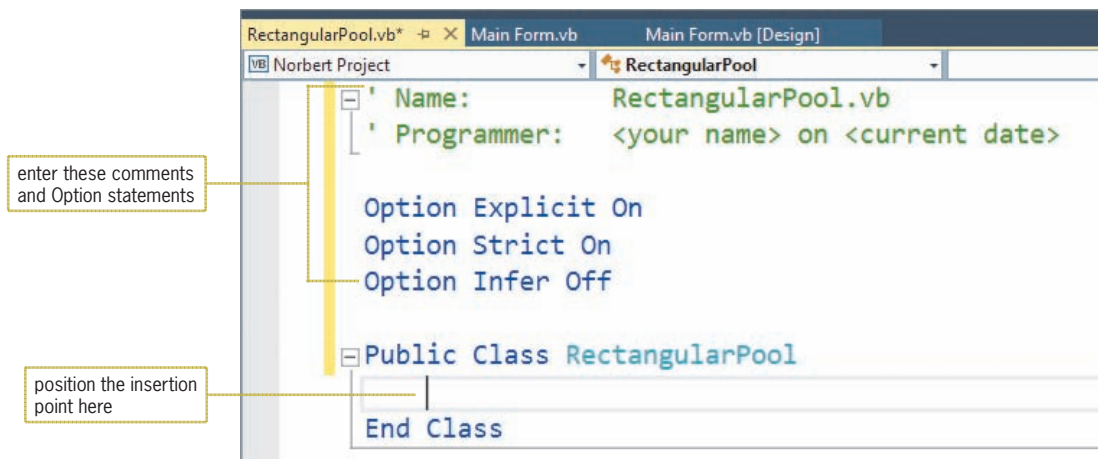 RectangularPool.vb* Main Form.vb Main Form.vb [Design]
VB Norbert Project RectangularPool
' Name: RectangularPool.vb
' Programmer: <your name> on <current date>
enter these comments
and Option statements
Option Explicit On
Option Strict On
Option Infer Off
Public Class RectangularPool
position the insertion
point here
End Class